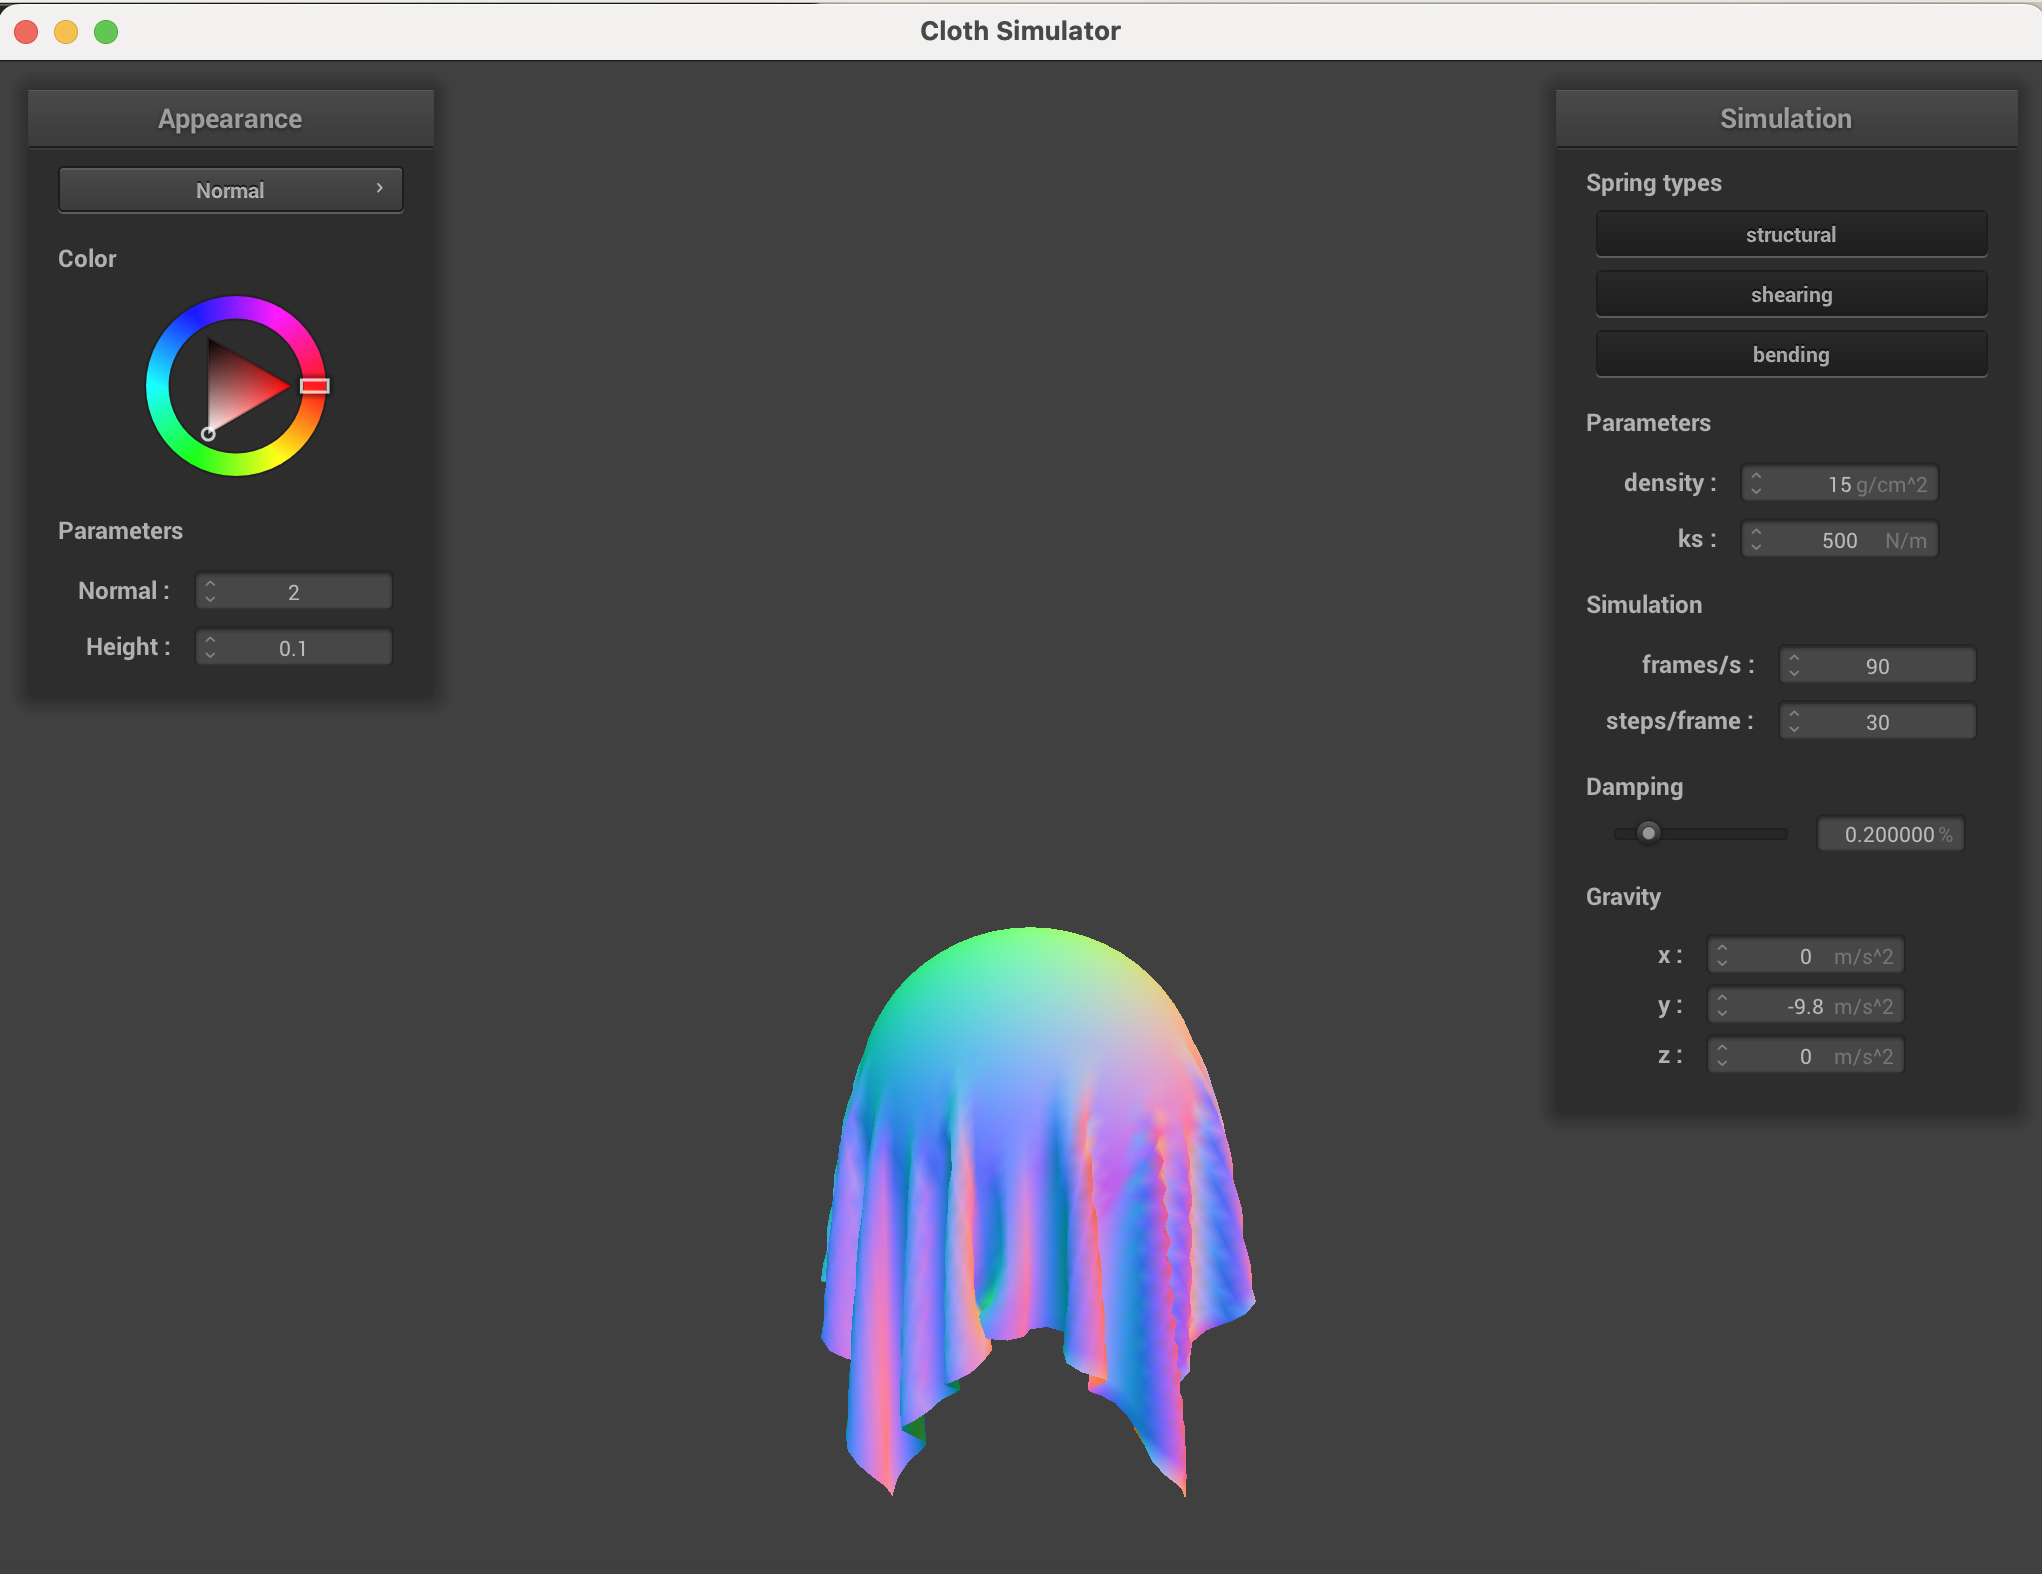 Cloth Simulator
Appearance
Normal
Color
Parameters
Normal : 2
Height : 0.1
Simulation
Spring types
structural
shearing
bending
Parameters
density : 15 g/cm^2
ks : 500 N/m
Simulation
frames/s : 90
steps/frame : 30
Damping
0.200000 %
Gravity
x : 0 m/s^2
y : -9.8 m/s^2
z : 0 m/s^2